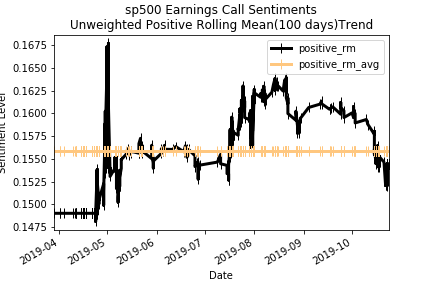 sp500 Earnings Call Sentiments
Unweighted Positive Rolling Mean(100 days)Trend
positive_rm
positive_rm_avg
0.1675
0.1650
0.1625
0.1600
0.1575
0.1550
0.1525
0.1500
0.1475
Sentiment Level
2019-04
2019-05
2019-06
2019-07
2019-08
2019-09
2019-10
Date